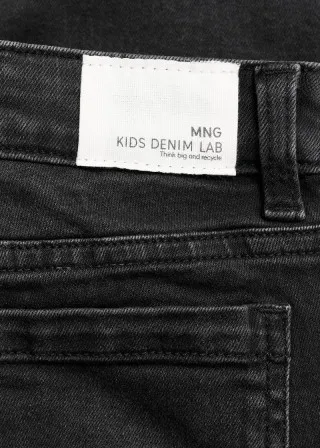 MNG
KIDS DENIM LAB
Think big and recycle